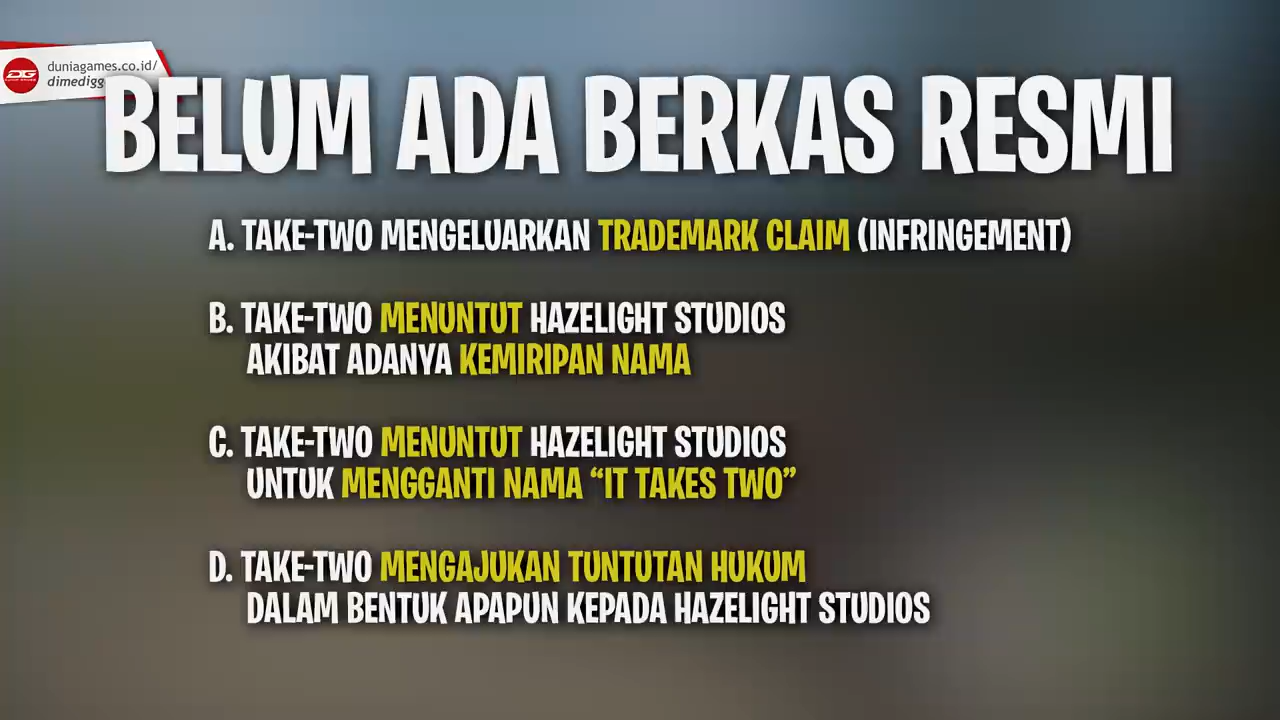 duniagames.co.id/
BELUM ADA BERKAS RESMI
A. TAKE-TWO MENGELUARKAN TRADEMARK CLAIM (INFRINGEMENT)
B. TAKE-TWO MENUNTUT HAZELIGHT STUDIOS
AKIBAT ADANYA KEMIRIPAN NAMA
C. TAKE-TWO MENUNTUT HAZELIGHT STUDIOS
UNTUK MENGGANTI NAMA “IT TAKES TWO”
D. TAKE-TWO MENGAJUKAN TUNTUTAN HUKUM
DALAM BENTUK APAPUN KEPADA HAZELIGHT STUDIOS